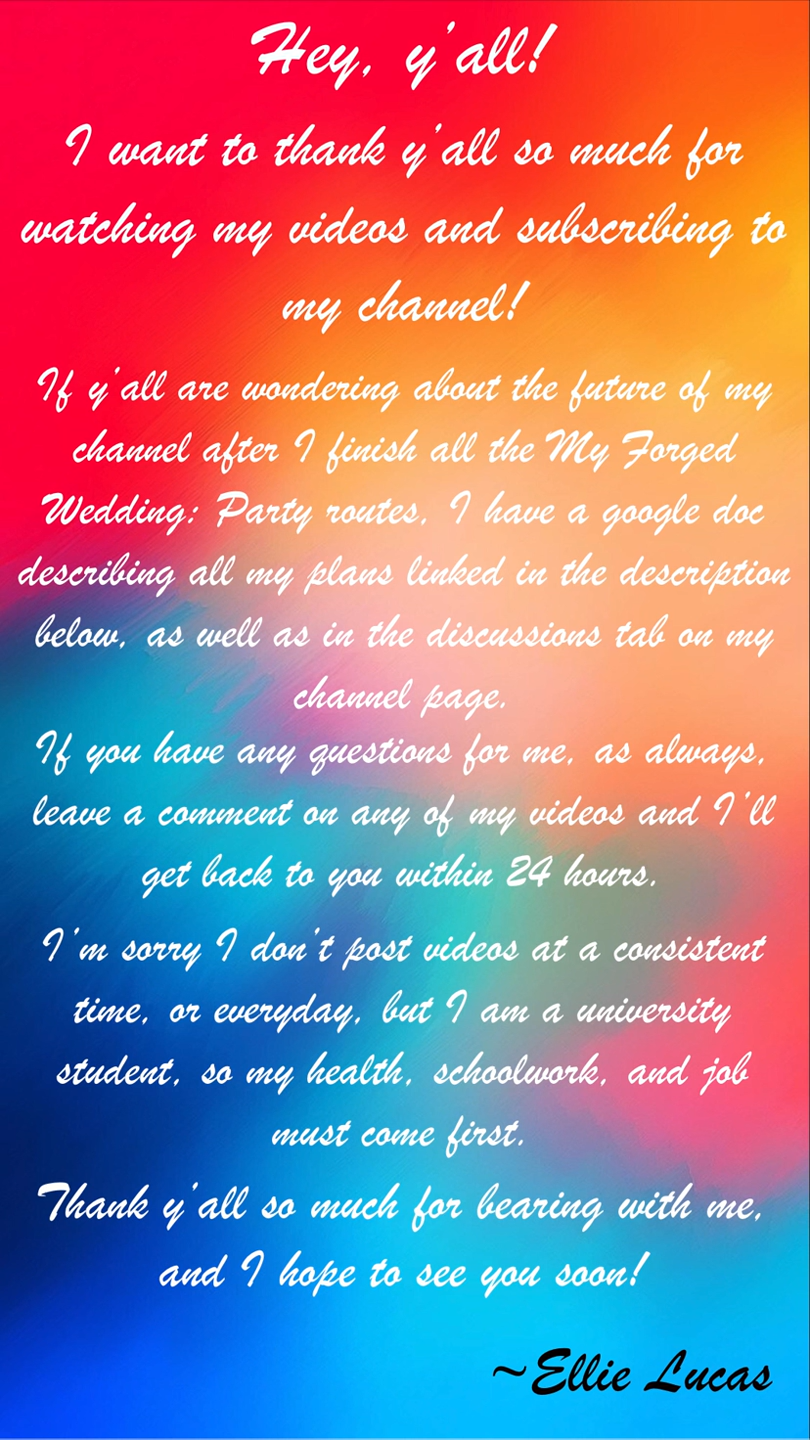 Hey, y'all!
I want to thank y'all so much for
watching my videos and subscribing to
my channel!
If y'all are wondering about the future of my
channel after I finish all the My Forged
Wedding: Party routes, I have a google doc
describing all my plans linked in the description
below, as well as in the discussions tab on my
channel page.
If you have any questions for me, as always,
leave a comment on any of my videos and I'll
get back to you within 24 hours.
I'm sorry I don't post videos at a consistent
time, or everyday, but I am a university
student, so my health, schoolwork, and job
must come first.
Thank y'all so much for bearing with me,
and I hope to see you soon!
~Ellie Lucas